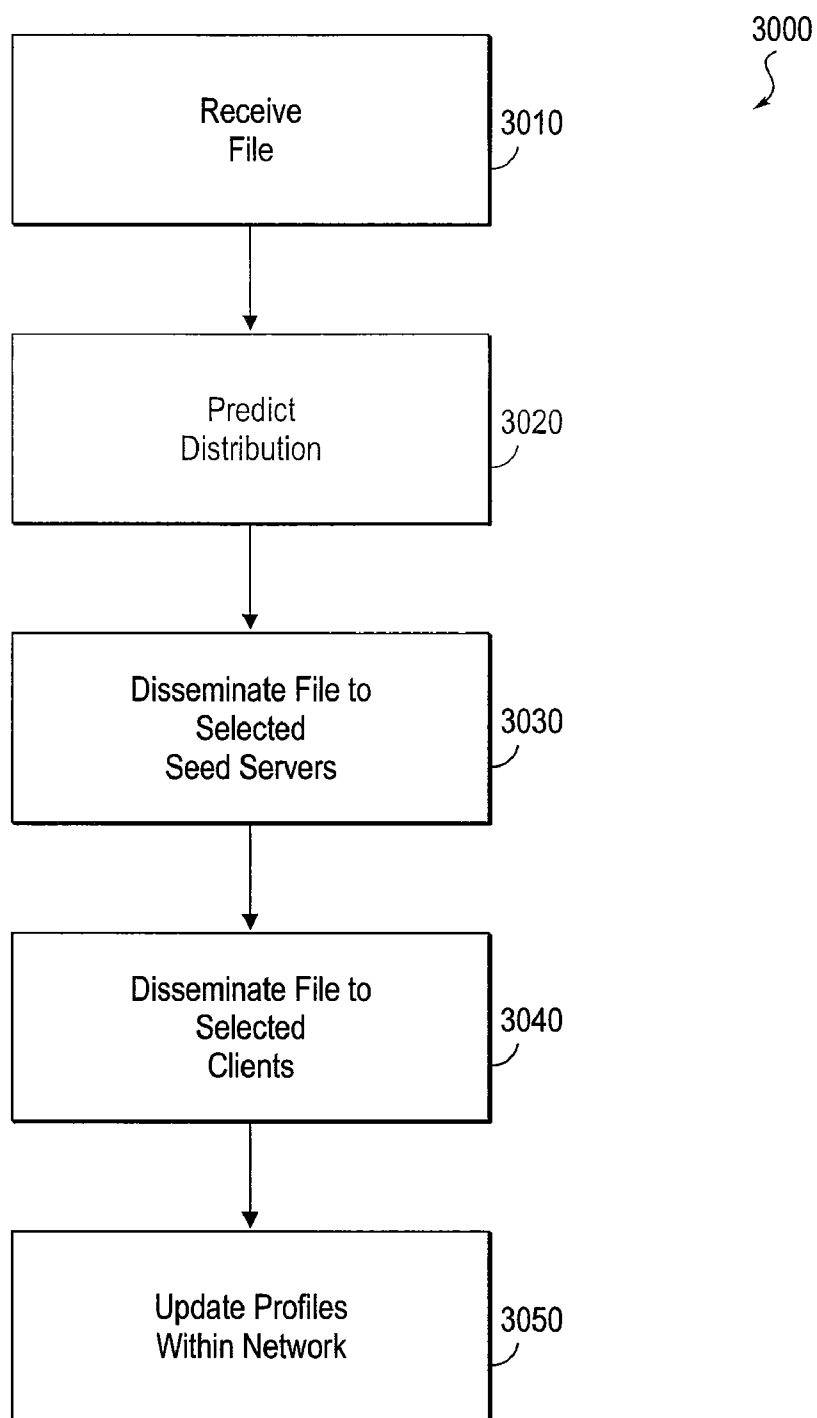 3000
Receive
File
3010
Predict
Distribution
3020
Disseminate File to
Selected
Seed Servers
3030
Disseminate File to
Selected
Clients
3040
Update Profiles
Within Network
3050